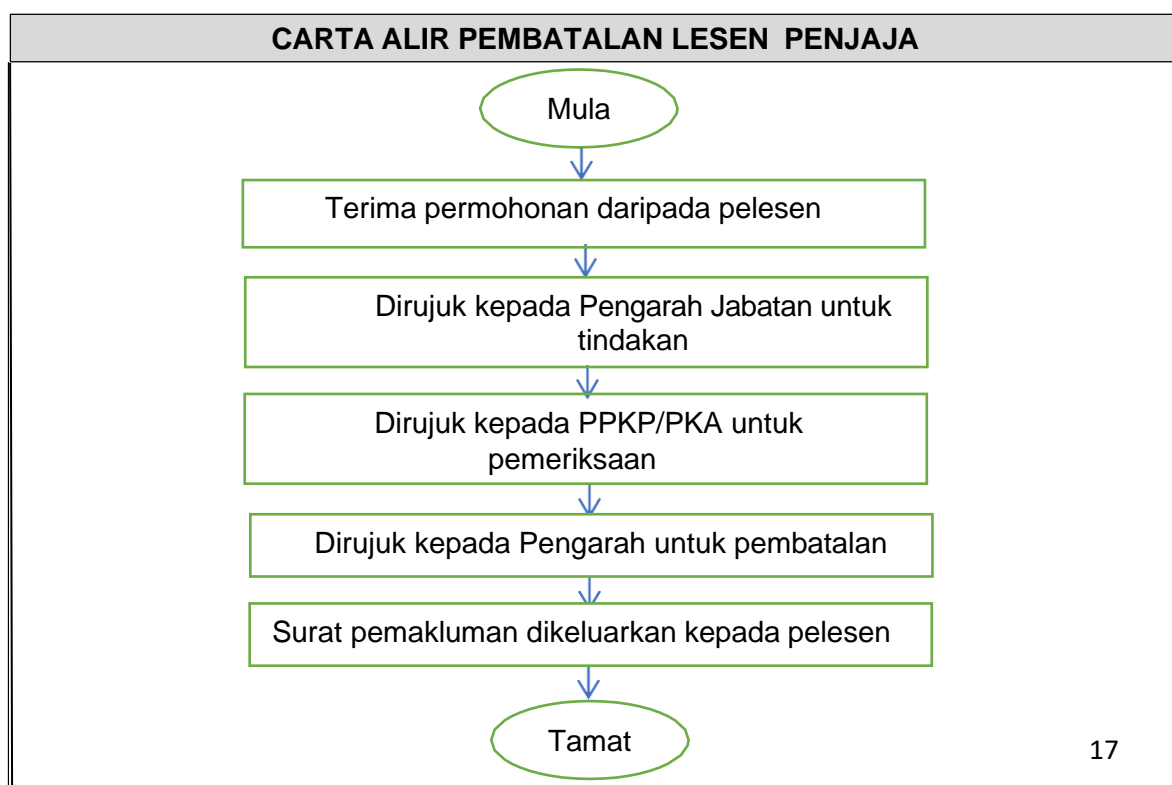 CARTA ALIR PEMBATALAN LESEN PENJAJA
Mula
Terima permohonan daripada pelesen
Dirujuk kepada Pengarah Jabatan untuk
tindakan
Dirujuk kepada PPKP/PKA untuk
pemeriksaan
Dirujuk kepada Pengarah untuk pembatalan
Surat pemakluman dikeluarkan kepada pelesen
Tamat
17